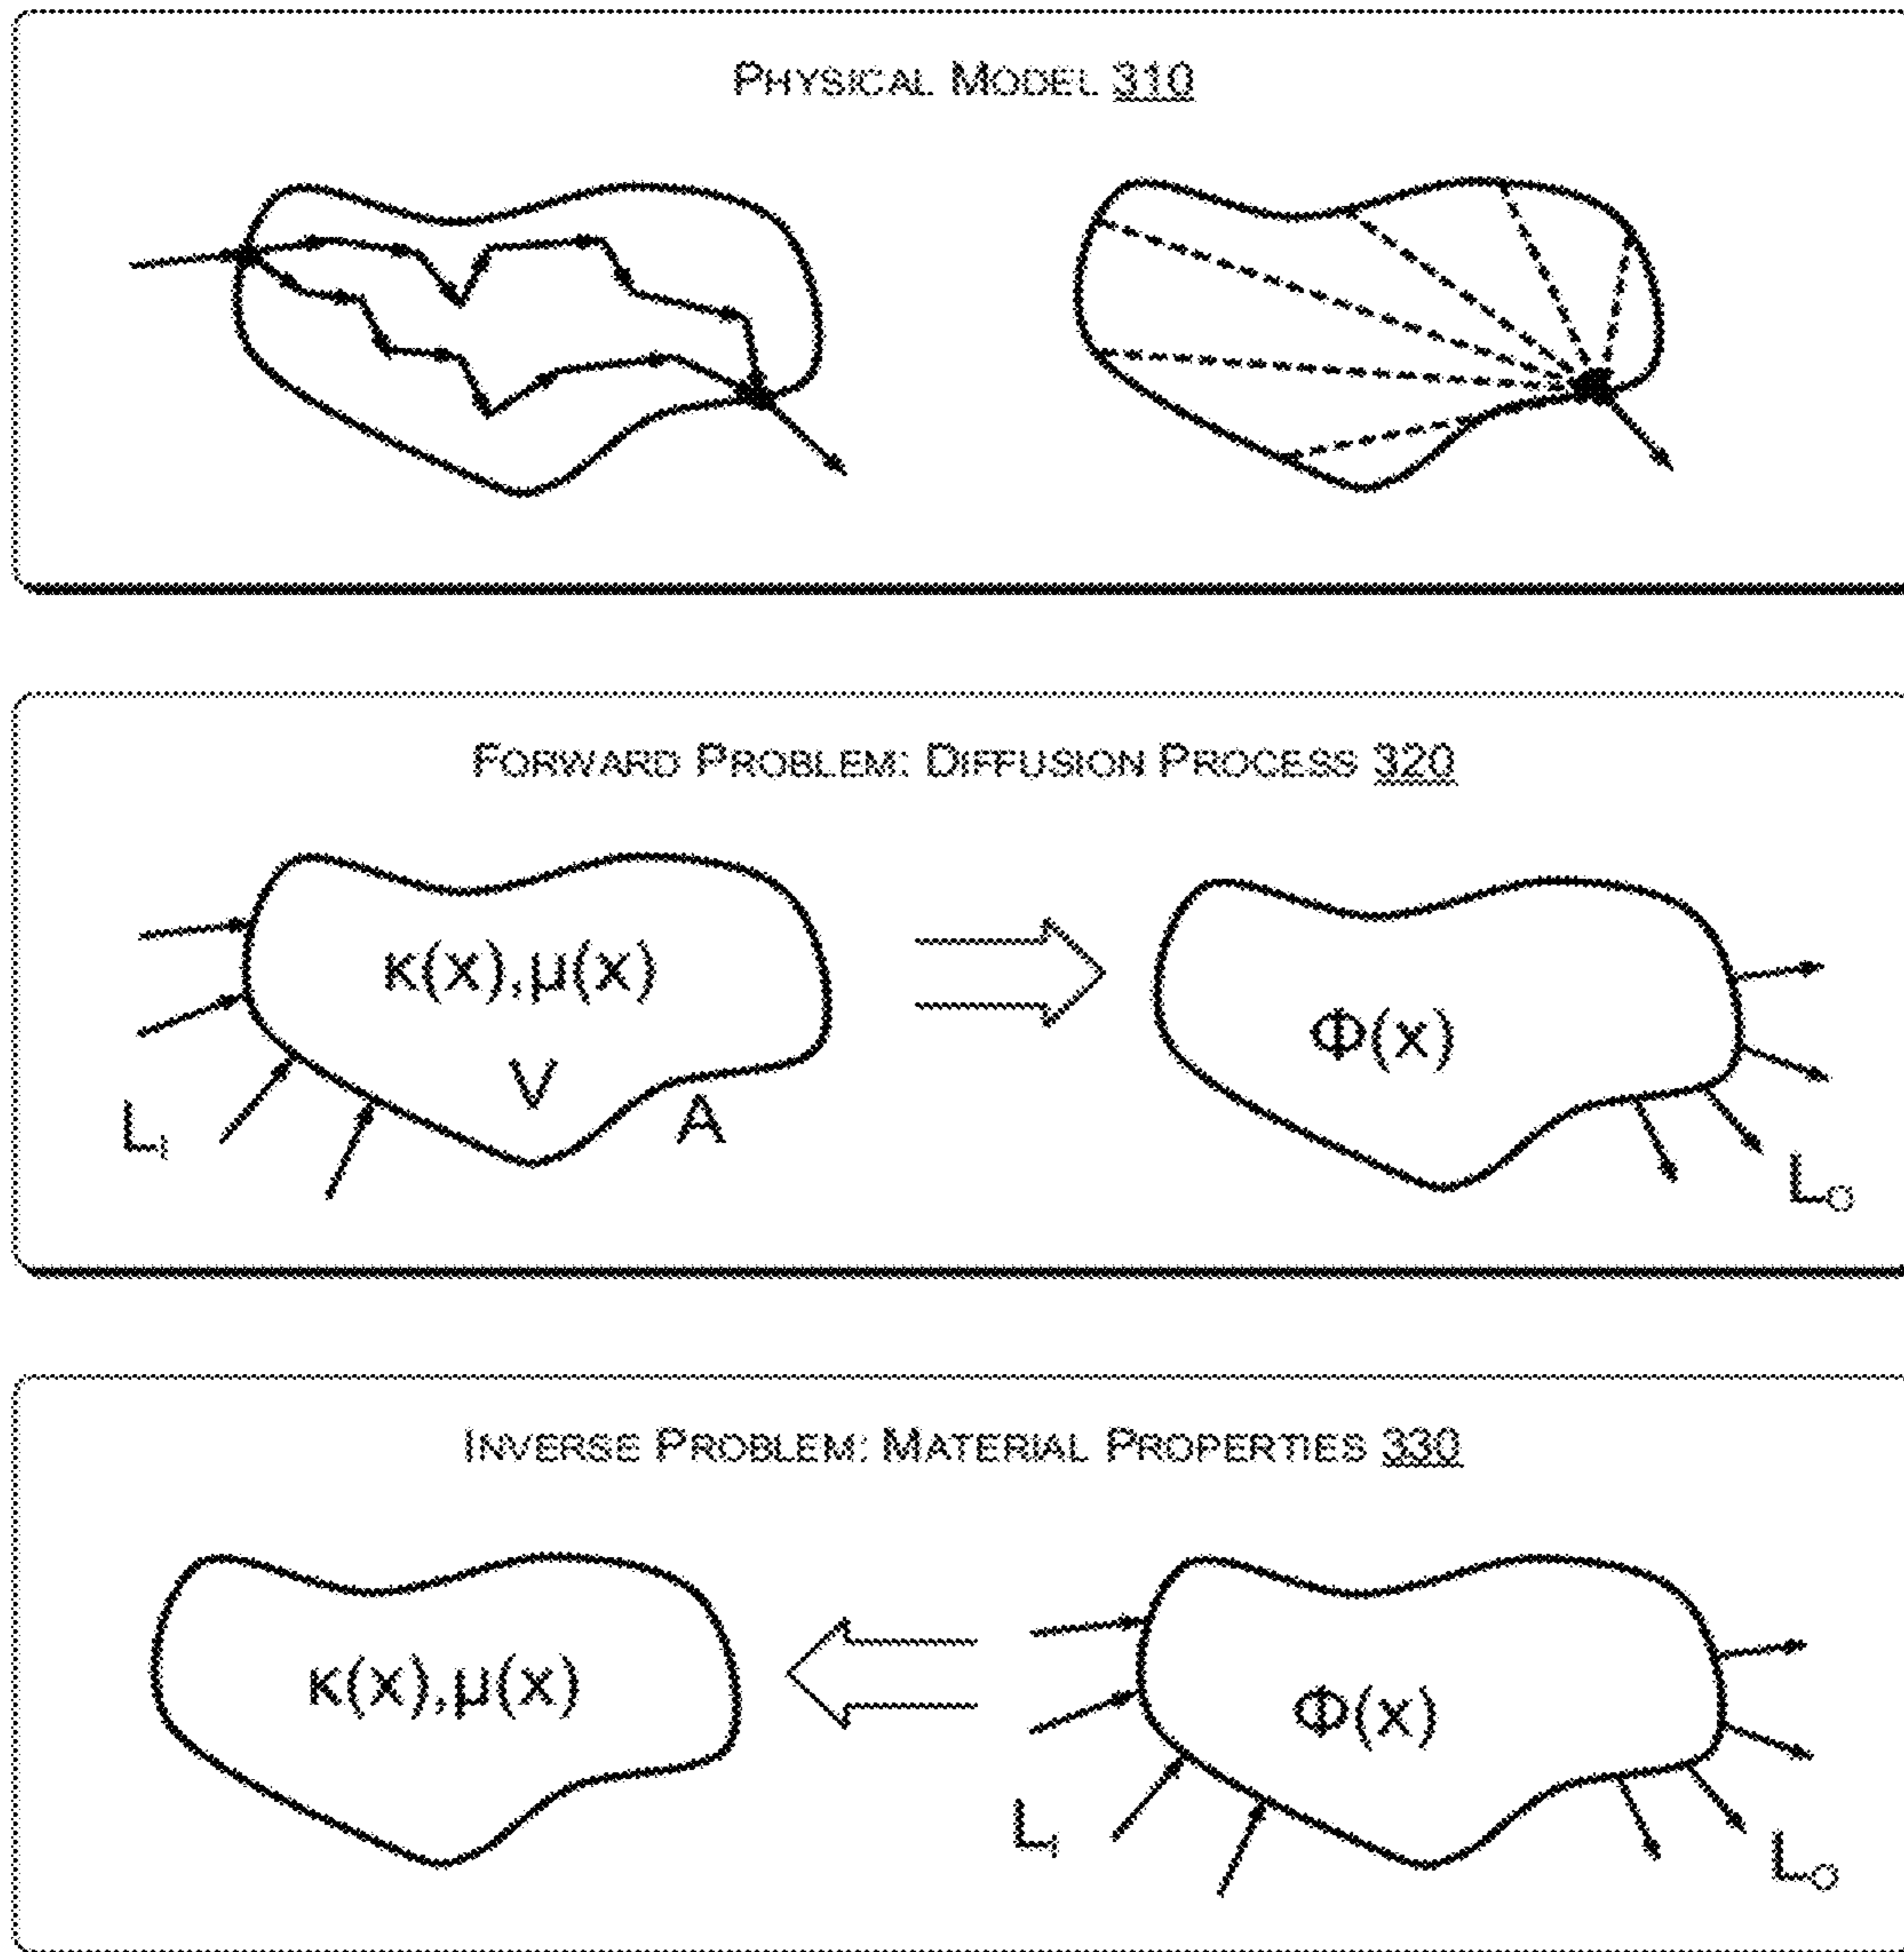 PHYSICAL MODEL 310
FORWARD PROBLEM: DIFFUSION PROCESS 320
κ(x),μ(x)
V
A
Lᵢ
Φ(x)
Lₒ
INVERSE PROBLEM: MATERIAL PROPERTIES 330
κ(x),μ(x)
Φ(x)
Lᵢ
Lₒ